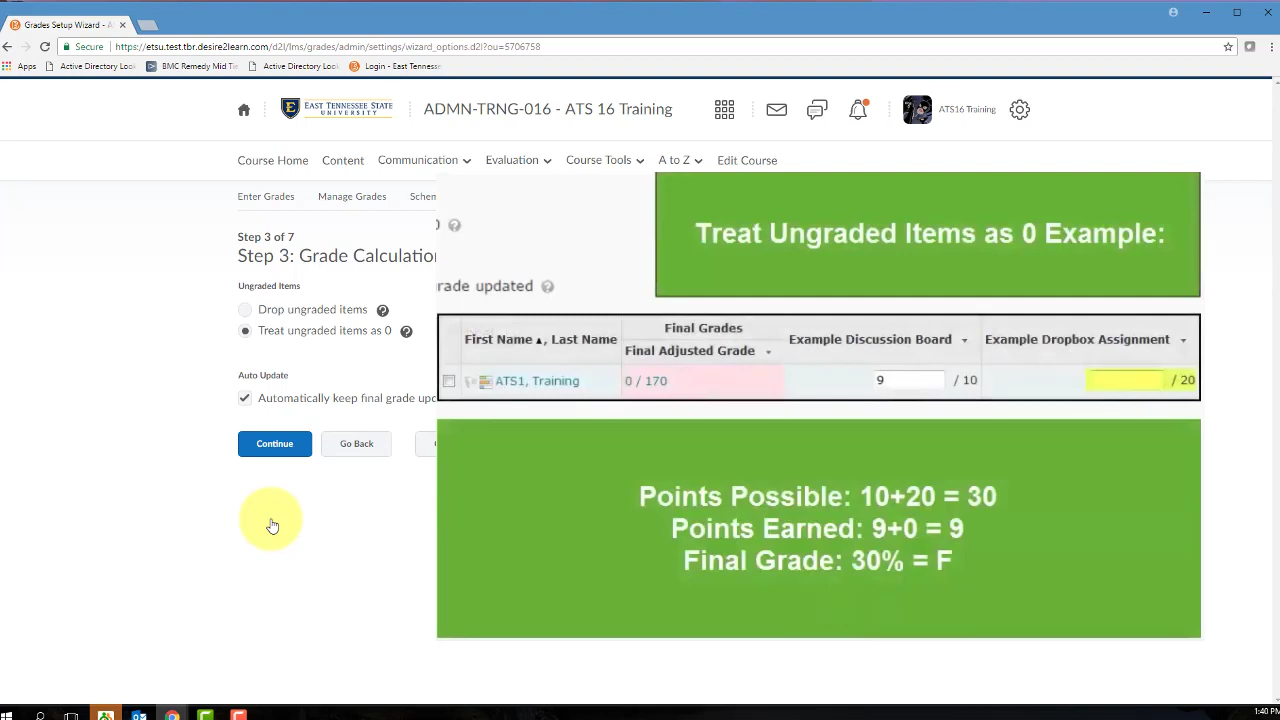 Grades Setup Wizard - A
Secure
https://etsu.test.tbr.desire2learn.com/d2l/lms/grades/admin/settings/wizard_options.d2l?ou=5706758
Apps
Active Directory Look
BMC Remedy Mid Tie
Active Directory Look
Login - East Tennesse
EAST TENNESSEE STATE
UNIVERSITY
ADMN-TRNG-016 - ATS 16 Training
ATS16 Training
Course Home
Content
Communication
Evaluation
Course Tools
A to Z
Edit Course
Enter Grades
Manage Grades
Schem
Step 3 of 7
Step 3: Grade Calculation
Ungraded Items
Drop ungraded items
Treat ungraded items as 0
Auto Update
Automatically keep final grade upd
Continue
Go Back
0
rade updated
Treat Ungraded Items as 0 Example:
First Name ▲, Last Name
Final Grades
Final Adjusted Grade
Example Discussion Board
Example Dropbox Assignment
ATS1, Training
0 / 170
9 / 10
/ 20
Points Possible: 10+20 = 30
Points Earned: 9+0 = 9
Final Grade: 30% = F
1:40 PM